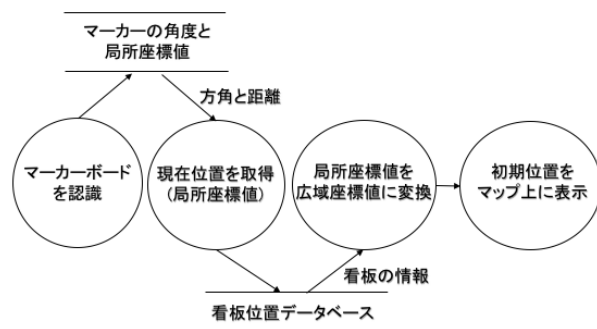 マーカーの角度と
局所座標値
方角と距離
マーカーボード
を認識
現在位置を取得
(局所座標値)
局所座標値を
広域座標値に変換
初期位置を
マップ上に表示
看板の情報
看板位置データベース